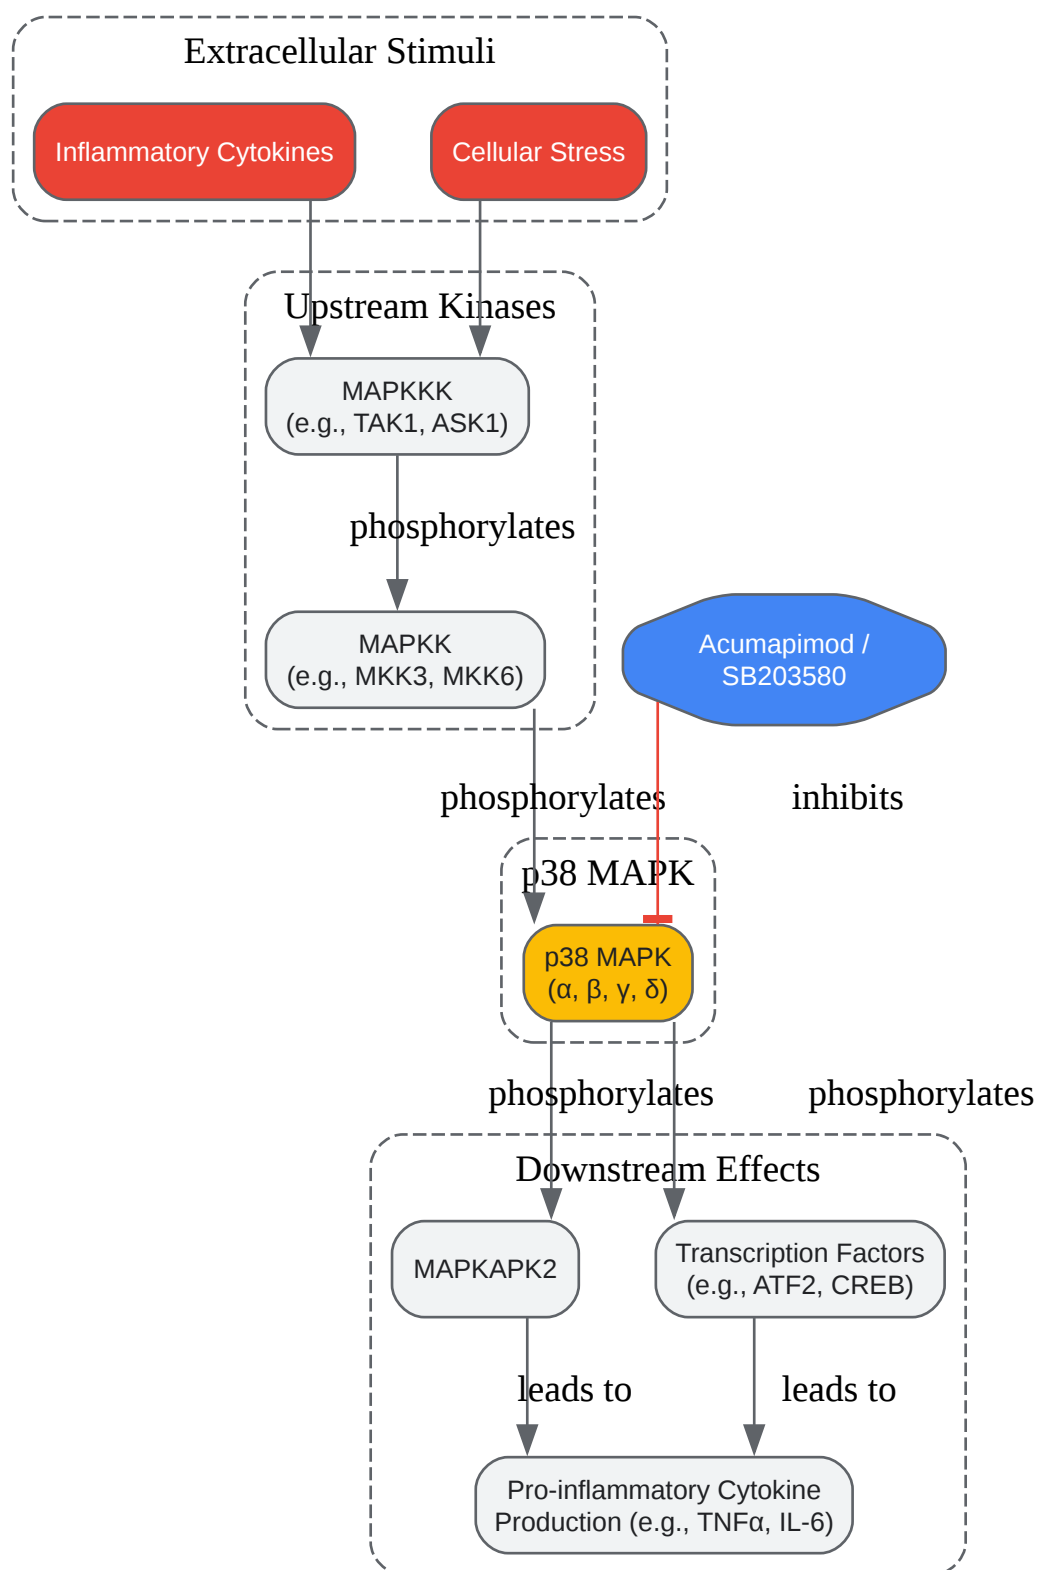 Extracellular Stimuli
Inflammatory Cytokines
Cellular Stress
Upstream Kinases
MAPKKK
(e.g., TAK1, ASK1)
phosphorylates
MAPKK
(e.g., MKK3, MKK6)
Acumapimod /
SB203580
phosphorylates
inhibits
p38 MAPK
p38 MAPK
(α, β, γ, δ)
phosphorylates
phosphorylates
Downstream Effects
MAPKAPK2
Transcription Factors
(e.g., ATF2, CREB)
leads to
leads to
Pro-inflammatory Cytokine
Production (e.g., TNFα, IL-6)